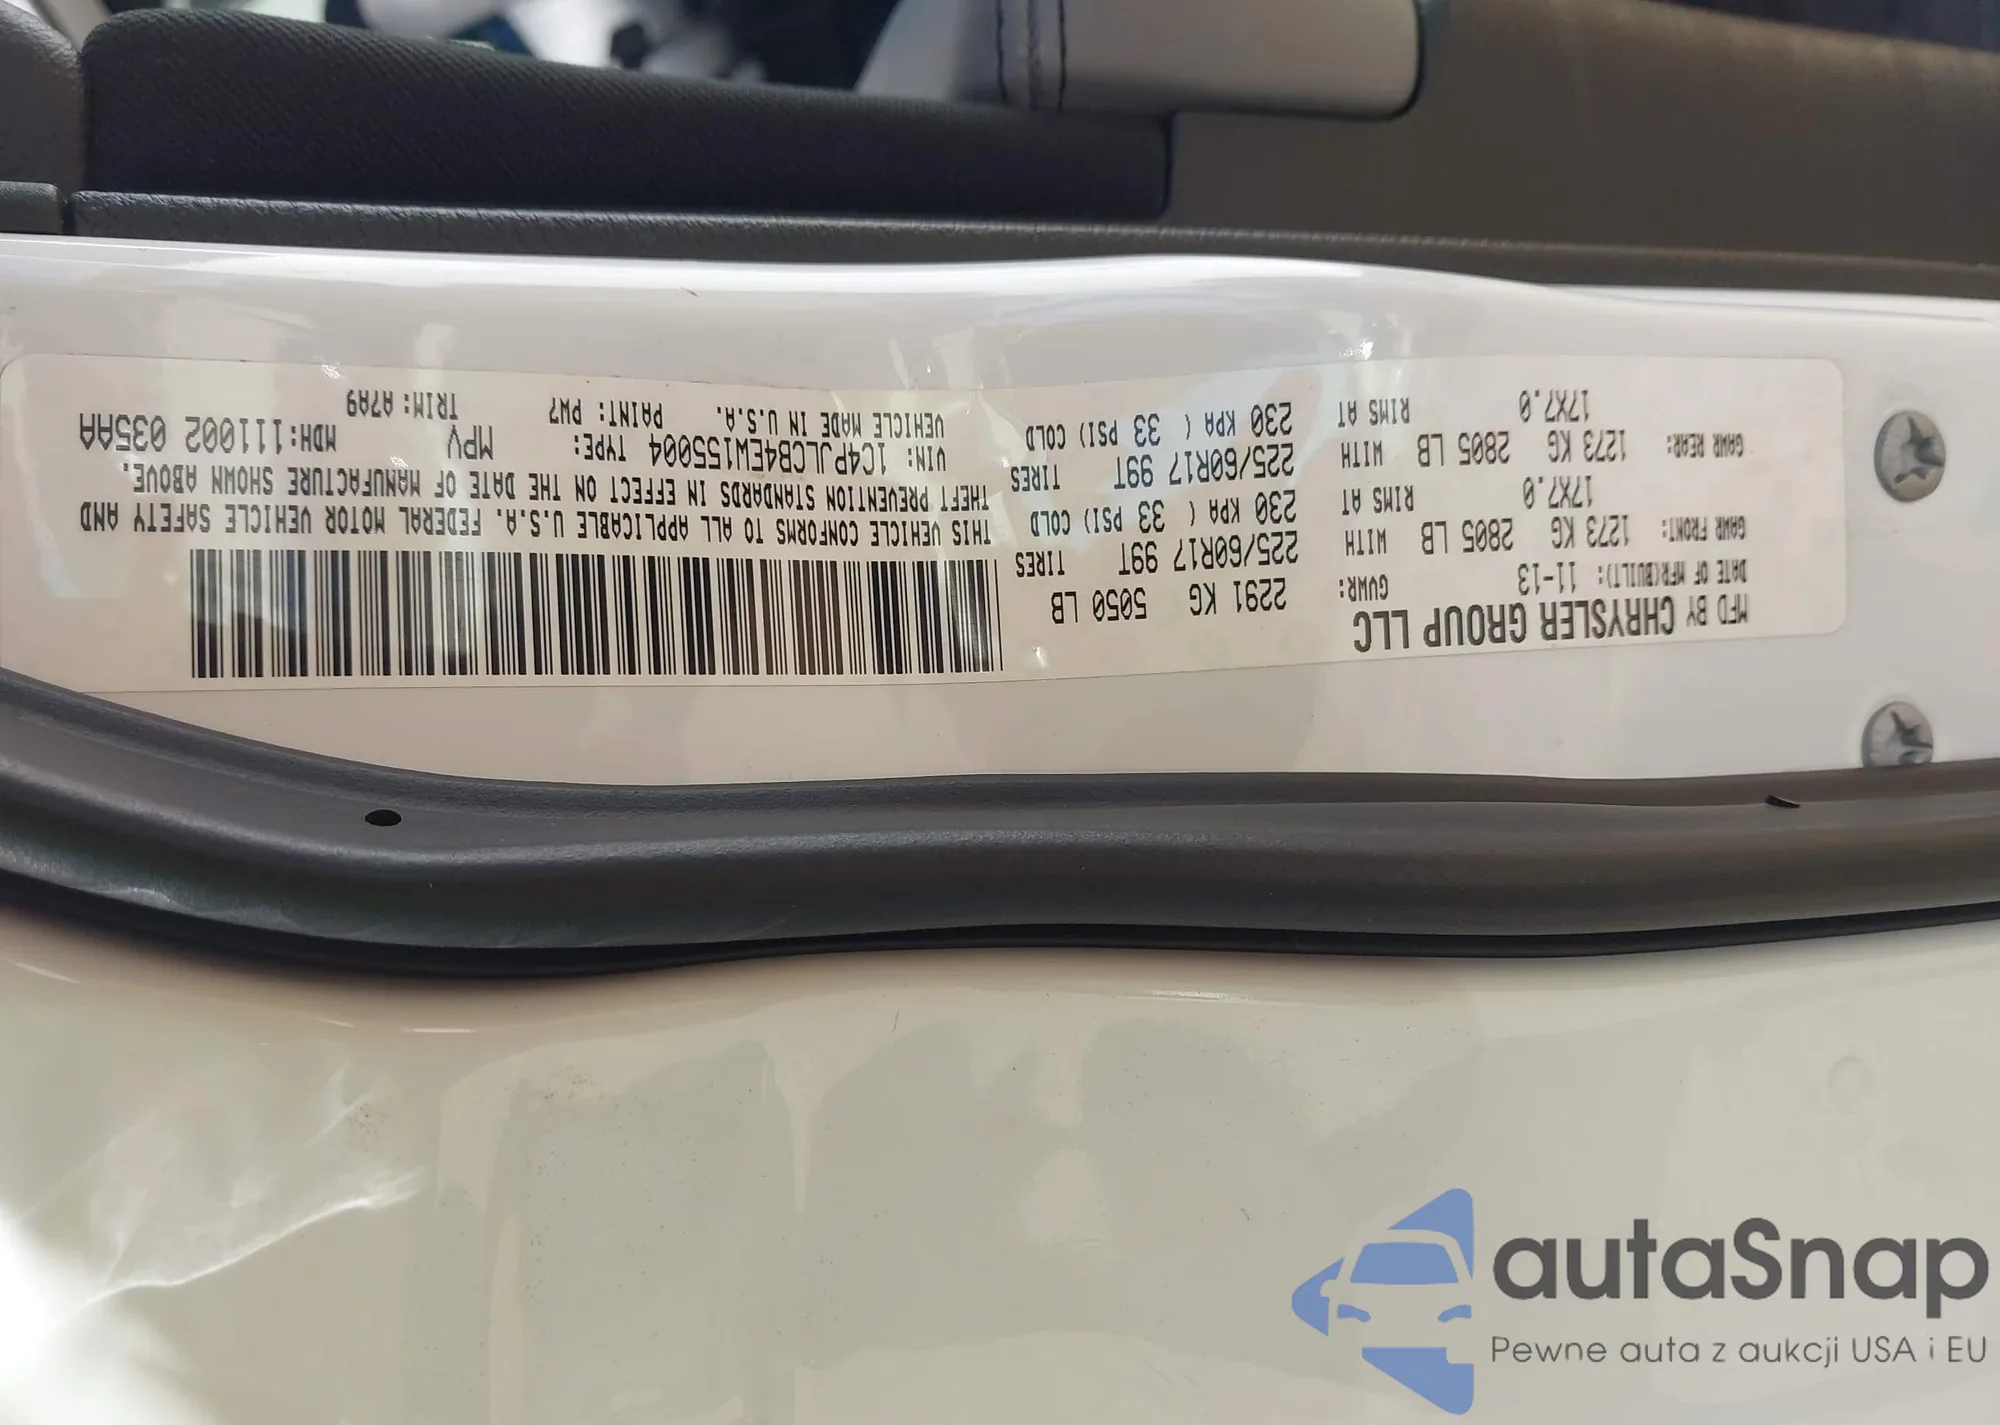 MFD BY CHRYSLER GROUP LLC
DATE OF MFR(BUILT): 11-13 GVWR: 2291 KG 5050 LB
GAWR FRONT: 1273 KG 2805 LB WITH TIRES 225/60R17 99T
RIMS AT 17X7.0 230 KPA ( 33 PSI) COLD
GAWR REAR: 1273 KG 2805 LB WITH TIRES 225/60R17 99T
RIMS AT 17X7.0 230 KPA ( 33 PSI) COLD
THIS VEHICLE CONFORMS TO ALL APPLICABLE U.S.A. FEDERAL MOTOR VEHICLE SAFETY AND
THEFT PREVENTION STANDARDS IN EFFECT ON THE DATE OF MANUFACTURE SHOWN ABOVE.
VIN: 1C4PJLCB4EW155004 TYPE: MPV MDH:111002 035AA
VEHICLE MADE IN U.S.A. PAINT: PW7 TRIM: A7A9
autaSnap
Pewne auta z aukcji USA i EU